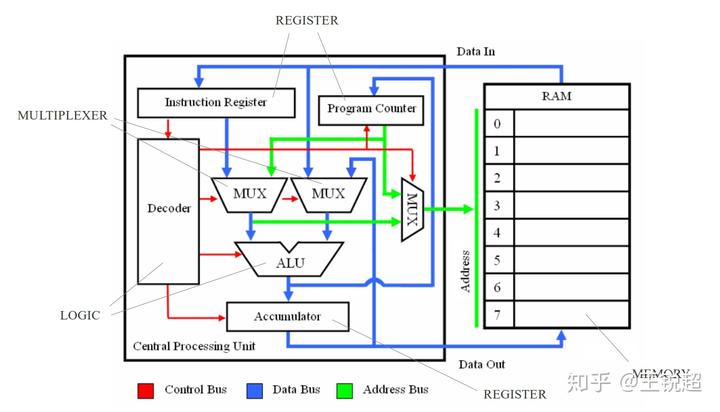 REGISTER
Data In
Instruction Register
Program Counter
RAM
MULTIPLEXER
0
1
2
3
4
5
6
7
Decoder
MUX
MUX
MUX
Address
ALU
LOGIC
Accumulator
Central Processing Unit
Data Out
MEMORY
Control Bus
Data Bus
Address Bus
REGISTER
知乎 @王锐超